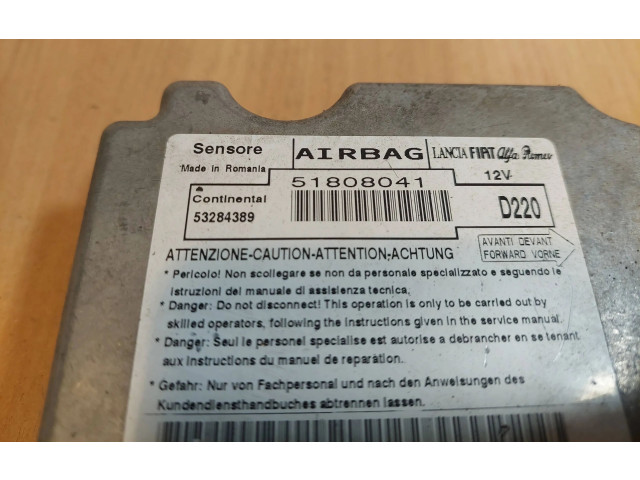 Sensore AIRBAG LANCIA FIAT Alfa Romeo
Made in Romania 51808041 12V
Continental
53284389 D220
ATTENZIONE-CAUTION-ATTENTION-ACHTUNG
AVANTI DEVANT
FORWARD VORNE
* Pericolo! Non scollegare se non da personale specializzato e seguendo le
istruzioni del manuale di assistenza tecnica;
* Danger: Do not disconnect! This operation is only to be carried out by
skilled operators, following the instructions given in the service manual.
* Danger: Seul le personel specialise est autorise a debrancher en se tenant
aux instructions du manuel de reparation.
* Gefahr: Nur von Fachpersonal und nach den Anweisungen des
Kundendiensthandbuches abtrennen lassen.